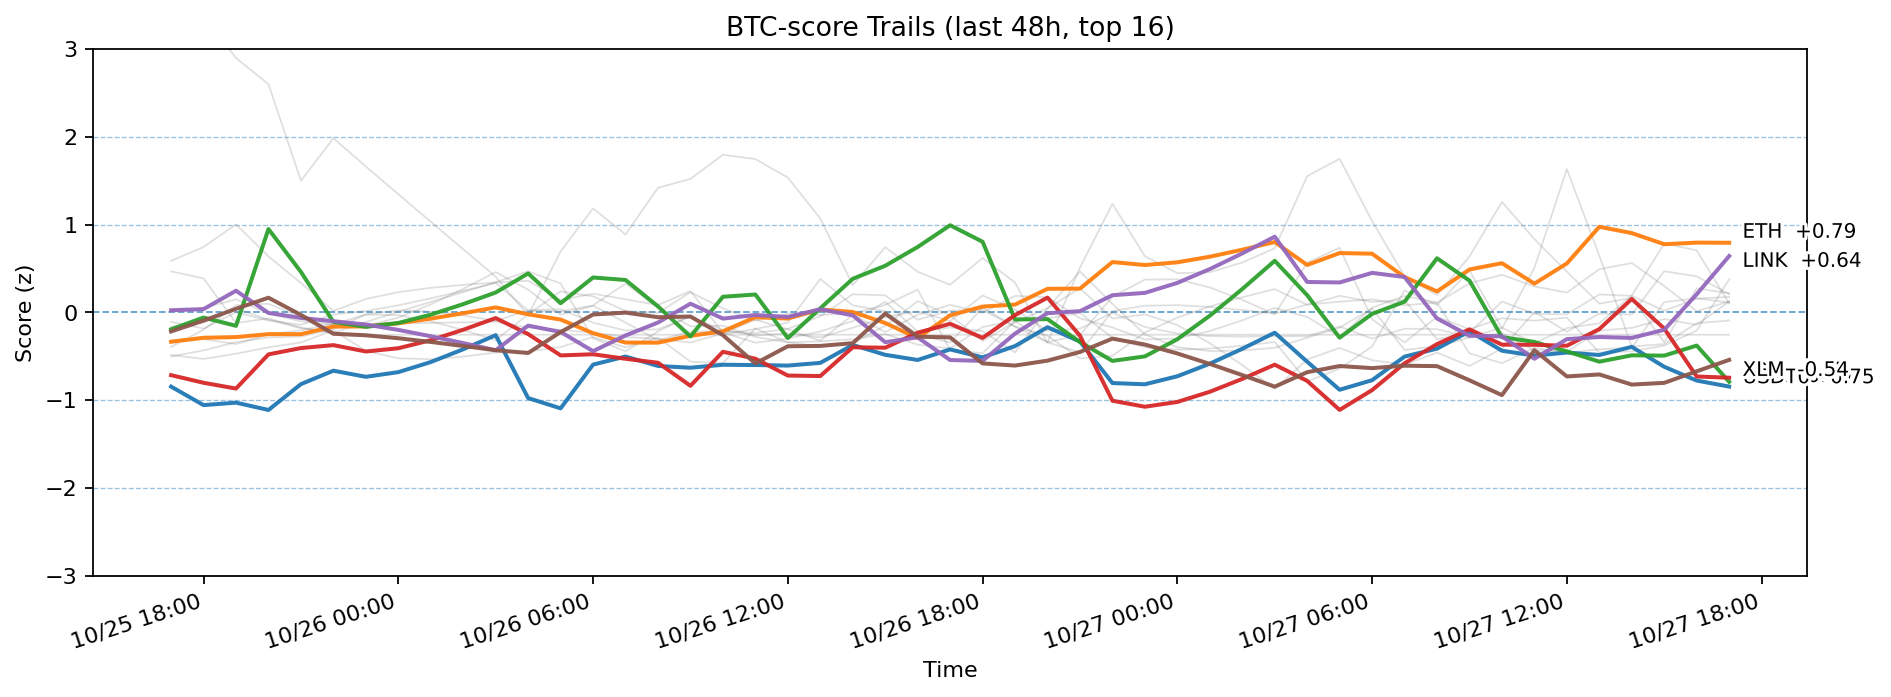 BTC-score Trails (last 48h, top 16)
Score (z)
3
2
1
0
−1
−2
−3
ETH +0.79
LINK +0.64
XLM -0.54
10/25 18:00
10/26 00:00
10/26 06:00
10/26 12:00
10/26 18:00
10/27 00:00
10/27 06:00
10/27 12:00
10/27 18:00
Time